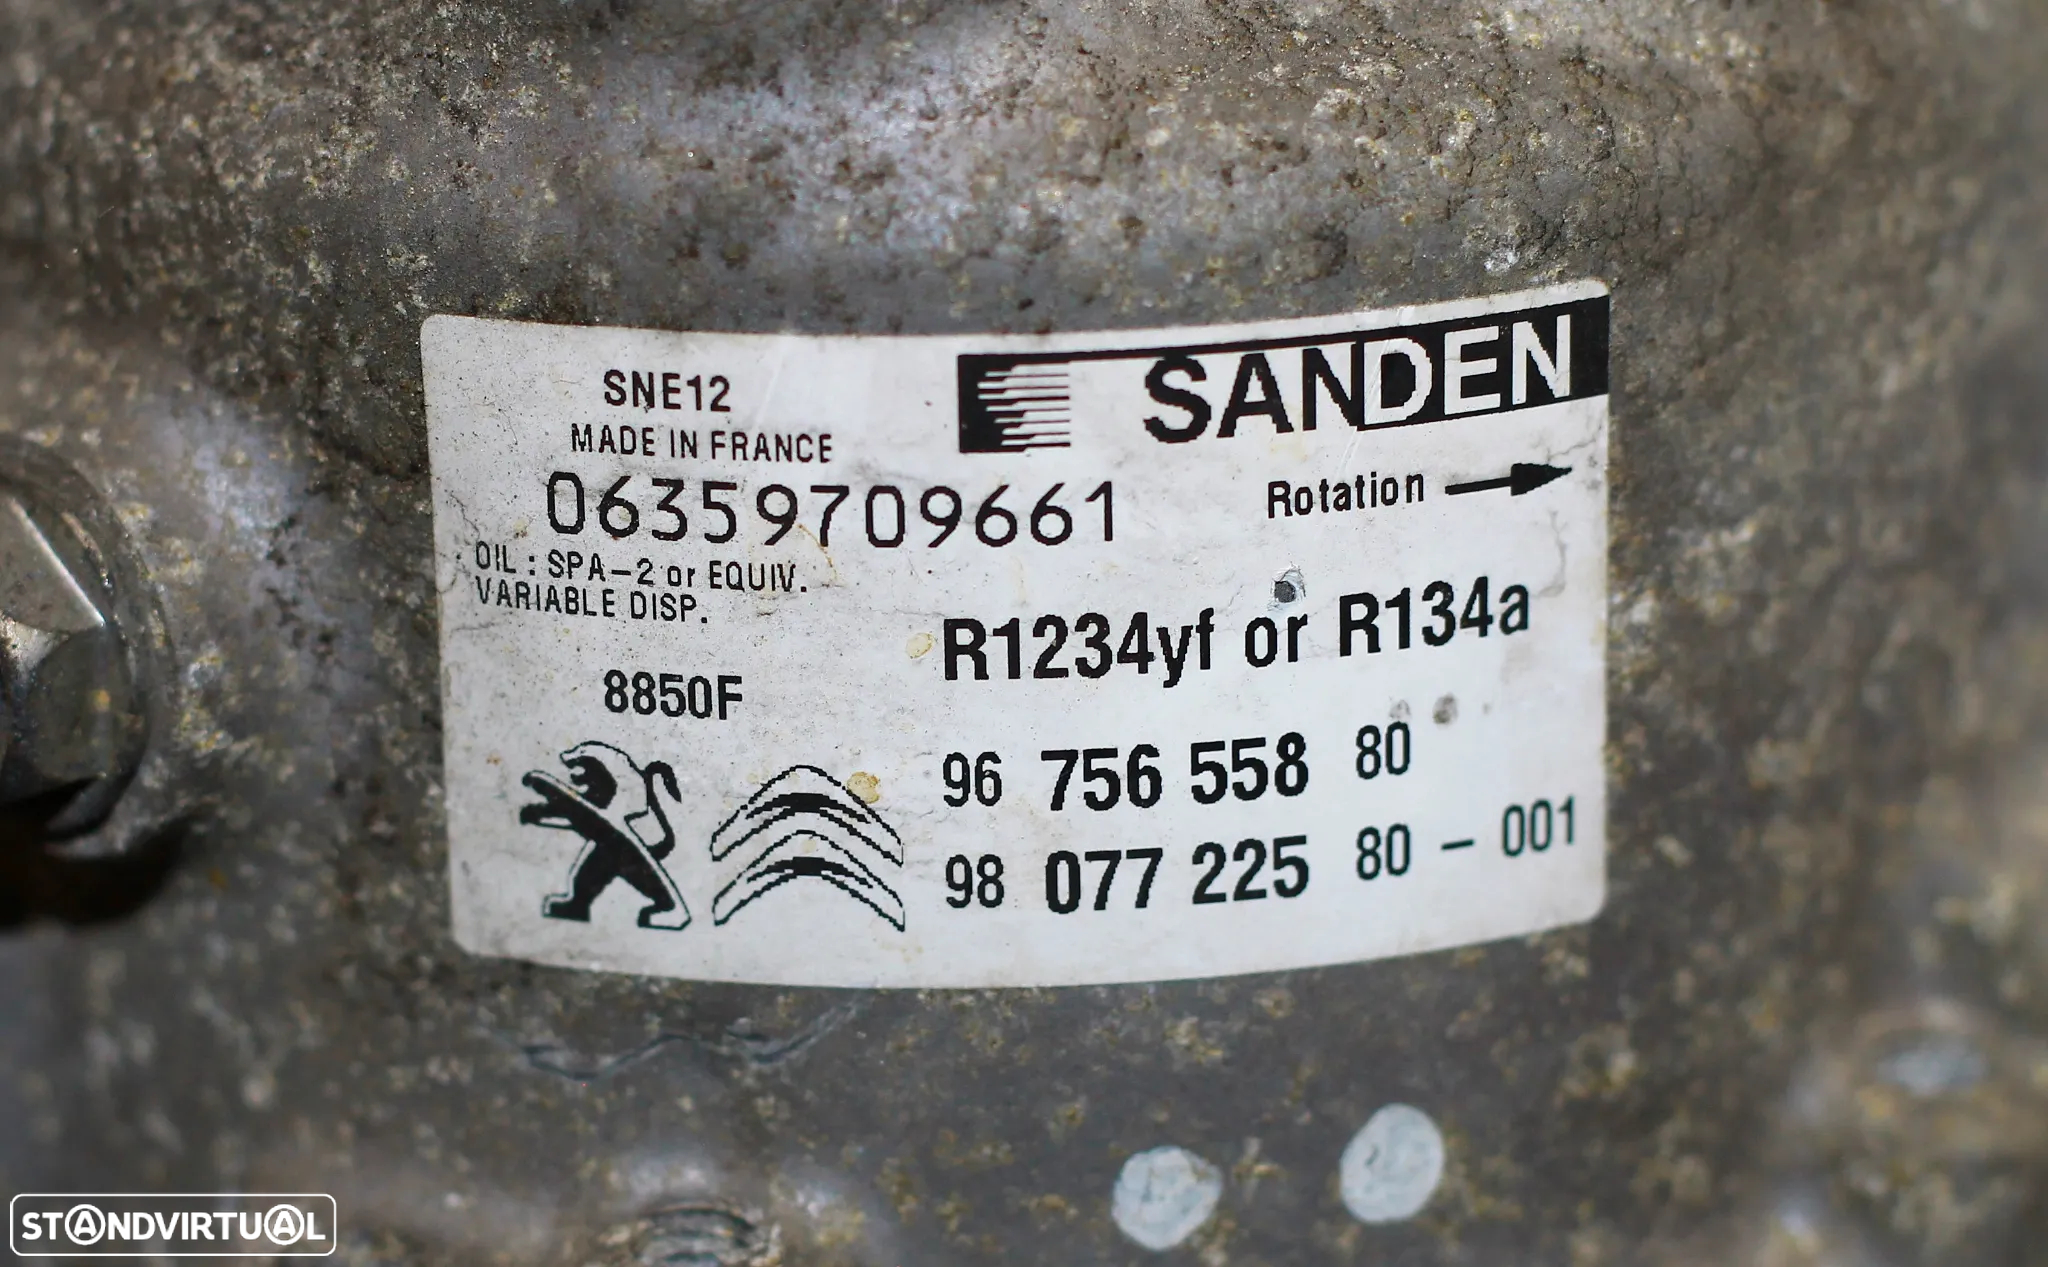 SNE12
SANDEN
MADE IN FRANCE
06359709661
Rotation
OIL : SPA-2 or EQUIV.
VARIABLE DISP.
R1234yf or R134a
8850F
96 756 558 80
98 077 225 80 - 001
STANDVIRTUAL